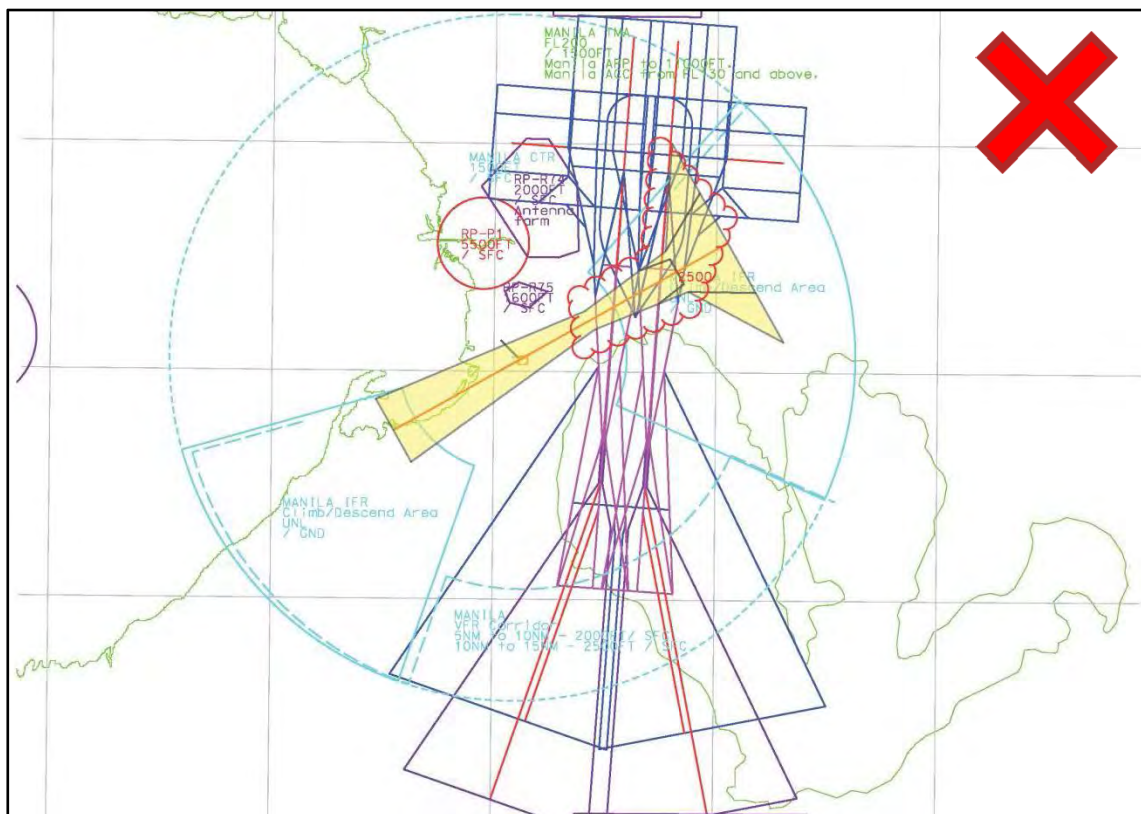 MANILA TMA
FL200
/ 1500FT
Manila APP to
Manila ACC from FL 30 and above.
MANILA CTR
1500FT
/ SFC
RP-R74
2000FT
/ SFC
Antenna
farm
RP-P1
5500FT
/ SFC
RP-R75
600FT
/ SFC
2500 IFR
Climb/Descend Area
UNL
/ GND
MANILA IFR
Climb/Descend Area
UNL
/ GND
MANILA
VFR Corridor
5NM to 10NM - 2000FT/ SFC
10NM to 15NM - 2500FT / SFC